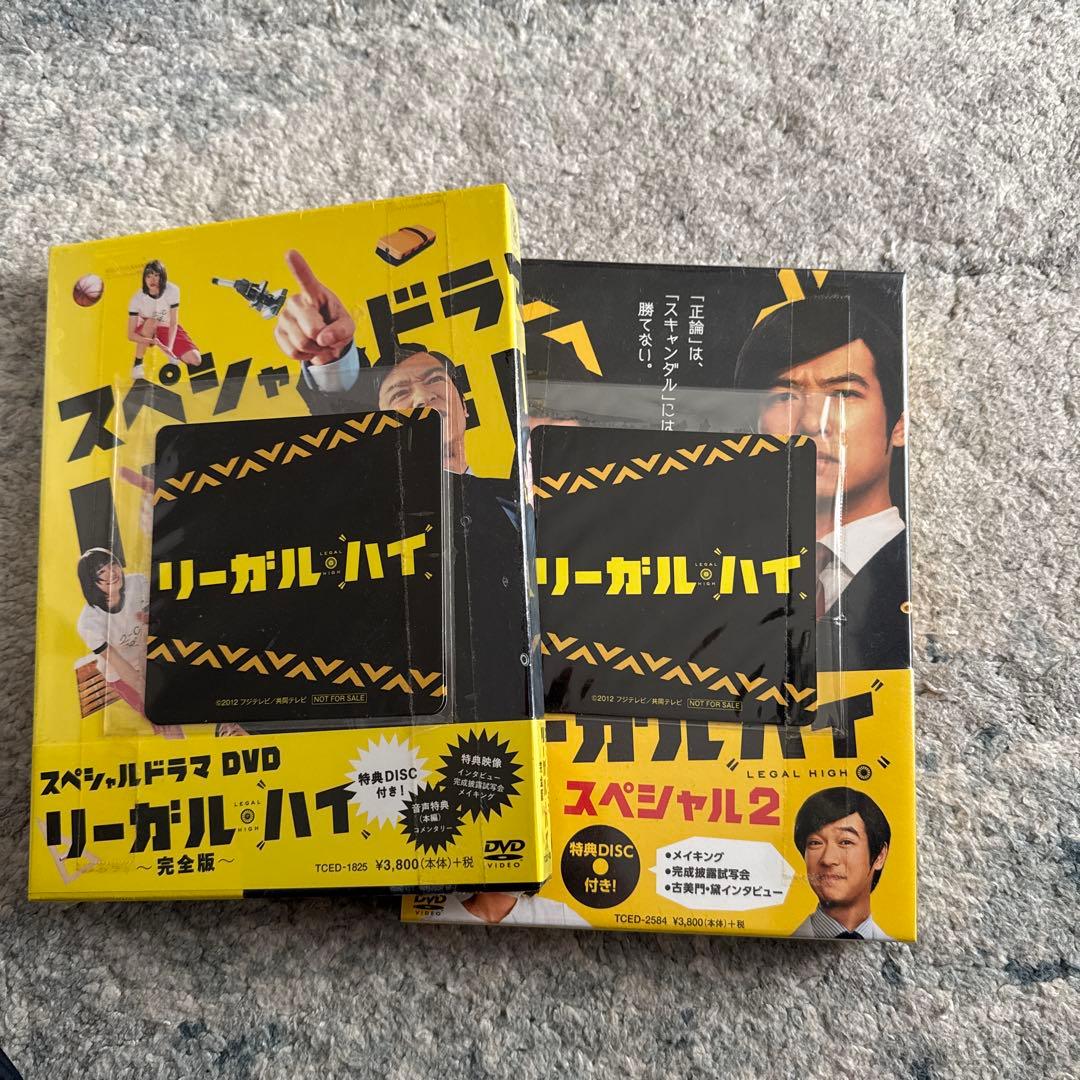 スペシャルドラマ
リーガル・ハイ
LEGAL
HIGH
©2012 フジテレビ／共同テレビ NOT FOR SALE
スペシャルドラマ DVD
リーガル・ハイ
LEGAL
HIGH
～完全版～
特典DISC
付き!
特典映像
インタビュー
完成披露試写会
メイキング
音声特典
(本編)
コメンタリー
TCED-1825 ¥3,800(本体)+税
DVD
VIDEO
「正論」は、
「スキャンダル」には
勝てない。
リーガル・ハイ
LEGAL
HIGH
©2012 フジテレビ／共同テレビ NOT FOR SALE
ーガル・ハイ
LEGAL HIGH
スペシャル2
特典DISC
付き!
●メイキング
●完成披露試写会
●古美門・黛インタビュー
DVD
VIDEO
TCED-2584 ¥3,800(本体)+税